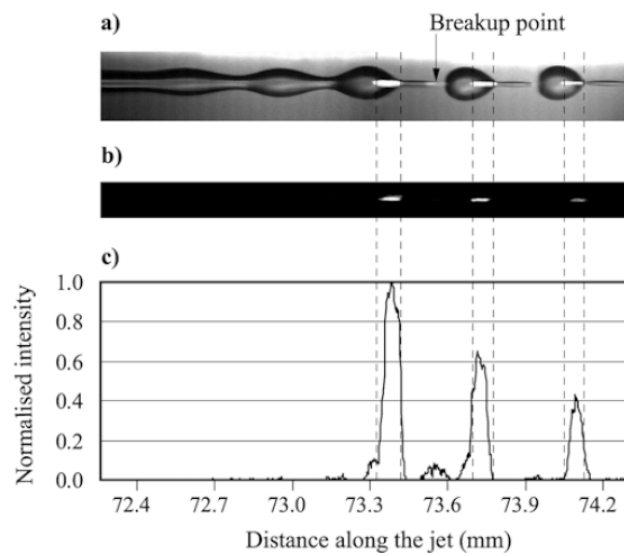 a)
Breakup point
b)
c)
Normalised intensity
1.0
0.8
0.6
0.4
0.2
0.0
72.4 72.7 73.0 73.3 73.6 73.9 74.2
Distance along the jet (mm)